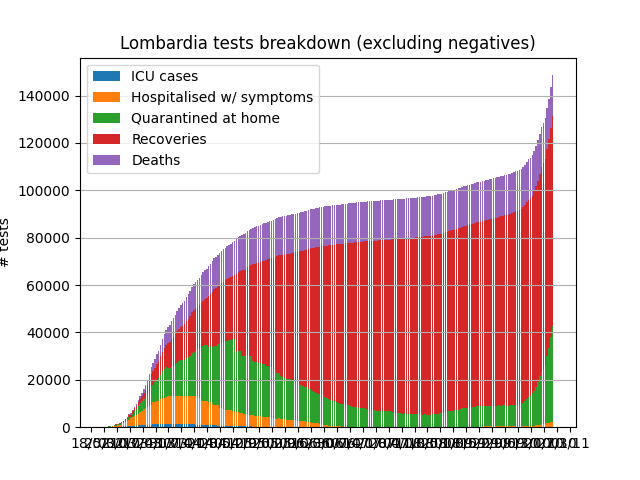 Lombardia tests breakdown (excluding negatives)
ICU cases
Hospitalised w/ symptoms
Quarantined at home
Recoveries
Deaths
140000
120000
100000
80000
60000
40000
20000
0
# tests